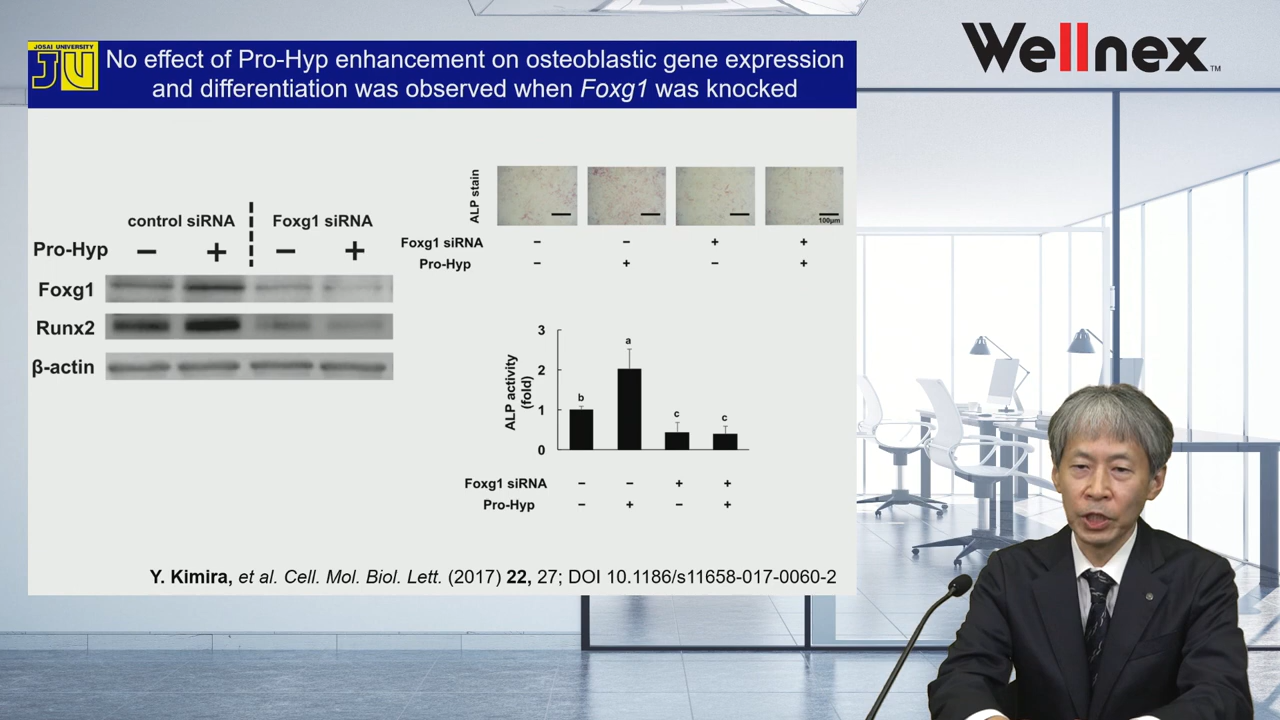 JOSAI UNIVERSITY
JU
No effect of Pro-Hyp enhancement on osteoblastic gene expression
and differentiation was observed when Foxg1 was knocked
Wellnex™
control siRNA
Foxg1 siRNA
Pro-Hyp − + − +
Foxg1
Runx2
β-actin
ALP stain
100μm
Foxg1 siRNA − − + +
Pro-Hyp − + − +
ALP activity
(fold)
3
2
1
0
b
a
c
c
Foxg1 siRNA − − + +
Pro-Hyp − + − +
Y. Kimira, et al. Cell. Mol. Biol. Lett. (2017) 22, 27; DOI 10.1186/s11658-017-0060-2